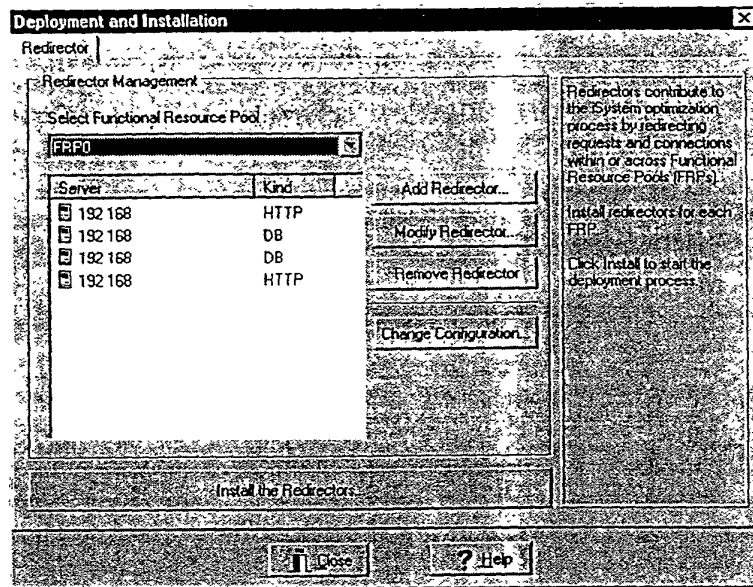 Deployment and Installation
Redirector
Redirector Management
Select Functional Resource Pool
FRP0
Server Kind
192 168 HTTP
192 168 DB
192 168 DB
192 168 HTTP
Add Redirector...
Modify Redirector...
Remove Redirector
Change Configuration...
Install the Redirectors...
Redirectors contribute to
the iSystem optimization
process by redirecting
requests and connections
within or across Functional
Resource Pools (FRPs).
Install redirectors for each
FRP.
Click Install to start the
deployment process.
Close
? Help